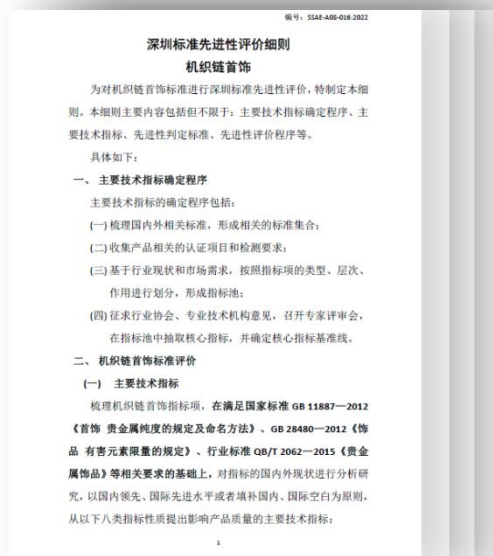 编号：SSAE-A08-016:2022
深圳标准先进性评价细则
机织链首饰
为对机织链首饰标准进行深圳标准先进性评价，特制定本细
则。本细则主要内容包括但不限于：主要技术指标确定程序、主
要技术指标、先进性判定标准、先进性评价程序等。
具体如下：
一、 主要技术指标确定程序
主要技术指标的确定程序包括：
(一) 梳理国内外相关标准，形成相关的标准集合；
(二) 收集产品相关的认证项目和检测要求；
(三) 基于行业现状和市场需求，按照指标项的类型、层次、
作用进行划分，形成指标池；
(四) 征求行业协会、专业技术机构意见，召开专家评审会，
在指标池中抽取核心指标，并确定核心指标基准线。
二、 机织链首饰标准评价
(一) 主要技术指标
梳理机织链首饰指标项，在满足国家标准 GB 11887—2012
《首饰 贵金属纯度的规定及命名方法》、GB 28480—2012《饰
品 有害元素限量的规定》、行业标准 QB/T 2062—2015《贵金
属饰品》等相关要求的基础上，对指标的国内外现状进行分析研
究，以国内领先、国际先进水平或者填补国内、国际空白为原则，
从以下八类指标性质提出影响产品质量的主要技术指标：
1